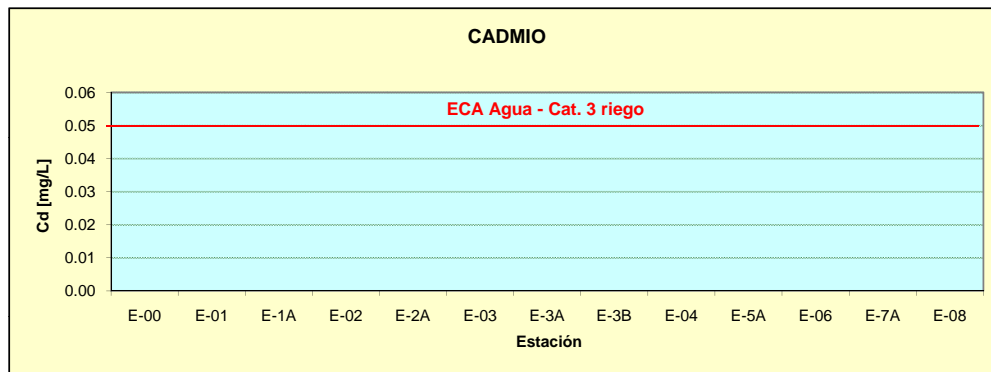 CADMIO
ECA Agua - Cat. 3 riego
0.06
0.05
0.04
0.03
0.02
0.01
0.00
Cd [mg/L]
E-00 E-01 E-1A E-02 E-2A E-03 E-3A E-3B E-04 E-5A E-06 E-7A E-08
Estación